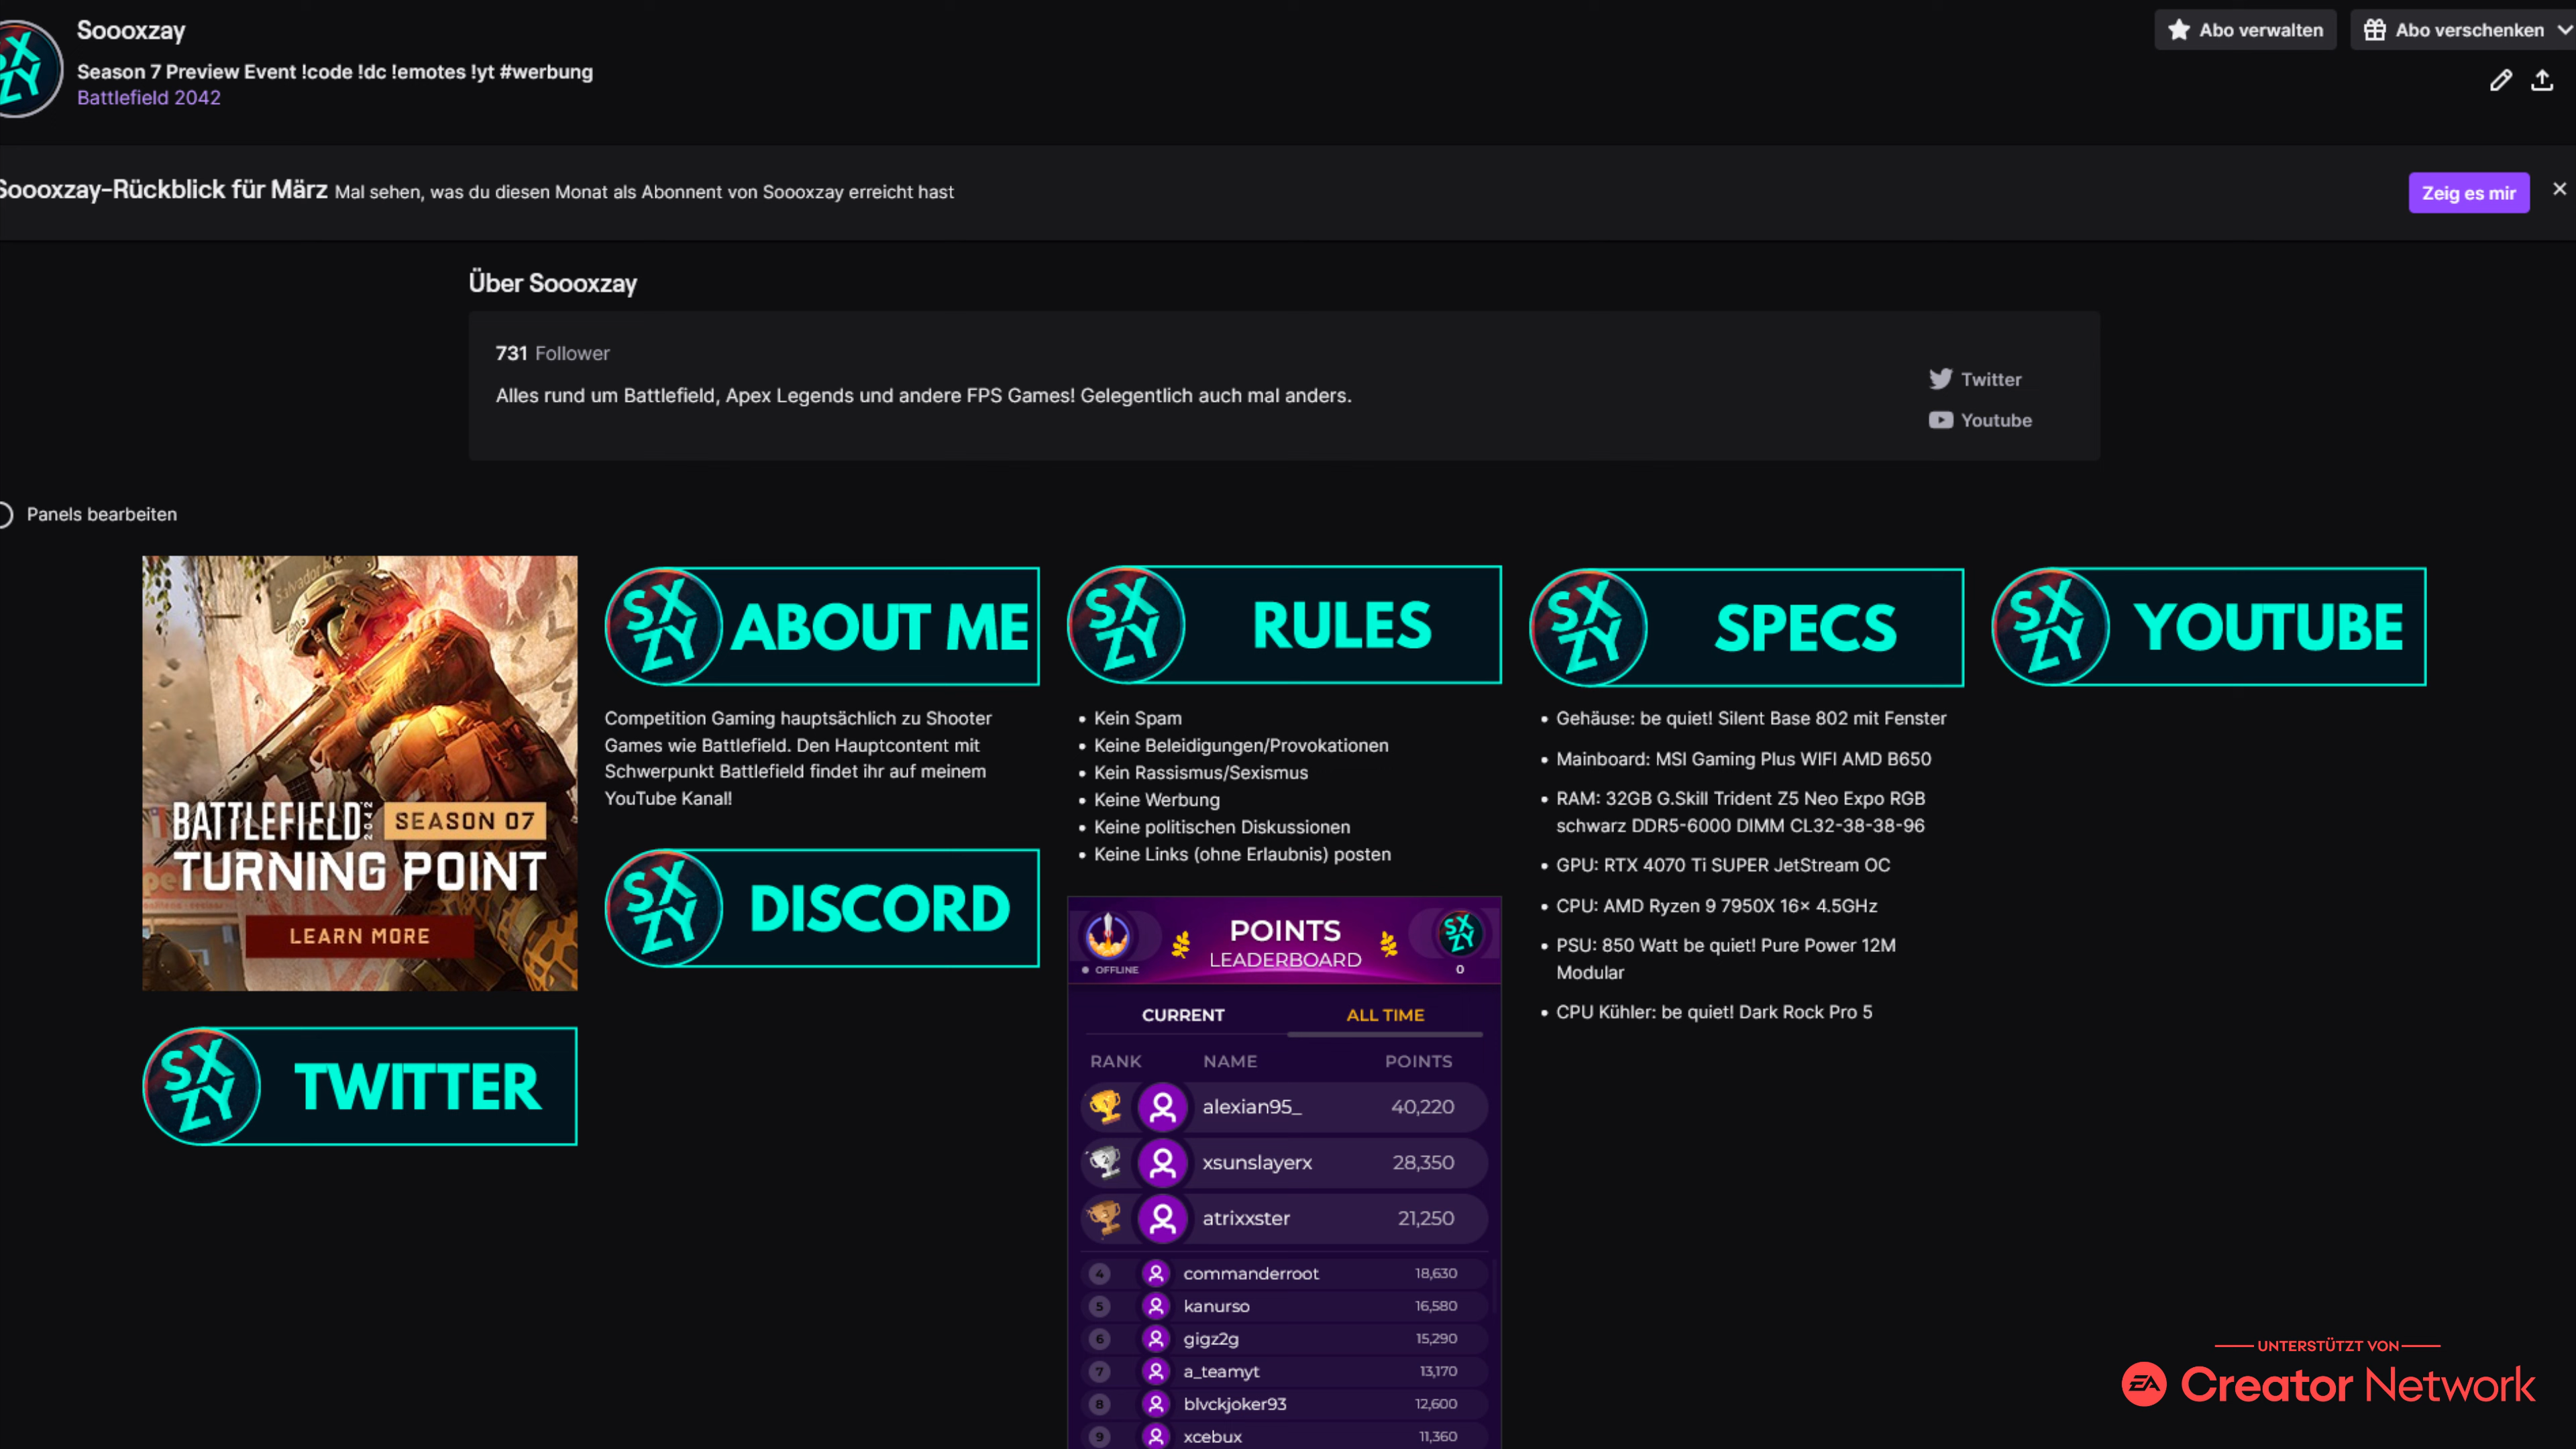 Soooxzay
Season 7 Preview Event !code !dc !emotes !yt #werbung
Battlefield 2042
Abo verwalten
Abo verschenken
Soooxzay-Rückblick für März Mal sehen, was du diesen Monat als Abonnent von Soooxzay erreicht hast
Zeig es mir
Über Soooxzay
731 Follower
Alles rund um Battlefield, Apex Legends und andere FPS Games! Gelegentlich auch mal anders.
Twitter
Youtube
Panels bearbeiten
BATTLEFIELD 2042 SEASON 07
TURNING POINT
LEARN MORE
SXZY TWITTER
SXZY ABOUT ME
Competition Gaming hauptsächlich zu Shooter
Games wie Battlefield. Den Hauptcontent mit
Schwerpunkt Battlefield findet ihr auf meinem
YouTube Kanal!
SXZY DISCORD
SXZY RULES
• Kein Spam
• Keine Beleidigungen/Provokationen
• Kein Rassismus/Sexismus
• Keine Werbung
• Keine politischen Diskussionen
• Keine Links (ohne Erlaubnis) posten
POINTS
LEADERBOARD
OFFLINE
SXZY
0
CURRENT
ALL TIME
RANK NAME POINTS
1 alexian95_ 40,220
2 xsunslayerx 28,350
3 atrixxster 21,250
4 commanderroot 18,630
5 kanurso 16,580
6 gigz2g 15,290
7 a_teamyt 13,170
8 blvckjoker93 12,600
9 xcebux 11,360
SXZY SPECS
• Gehäuse: be quiet! Silent Base 802 mit Fenster
• Mainboard: MSI Gaming Plus WIFI AMD B650
• RAM: 32GB G.Skill Trident Z5 Neo Expo RGB
schwarz DDR5-6000 DIMM CL32-38-38-96
• GPU: RTX 4070 Ti SUPER JetStream OC
• CPU: AMD Ryzen 9 7950X 16× 4.5GHz
• PSU: 850 Watt be quiet! Pure Power 12M
Modular
• CPU Kühler: be quiet! Dark Rock Pro 5
SXZY YOUTUBE
UNTERSTÜTZT VON
EA Creator Network